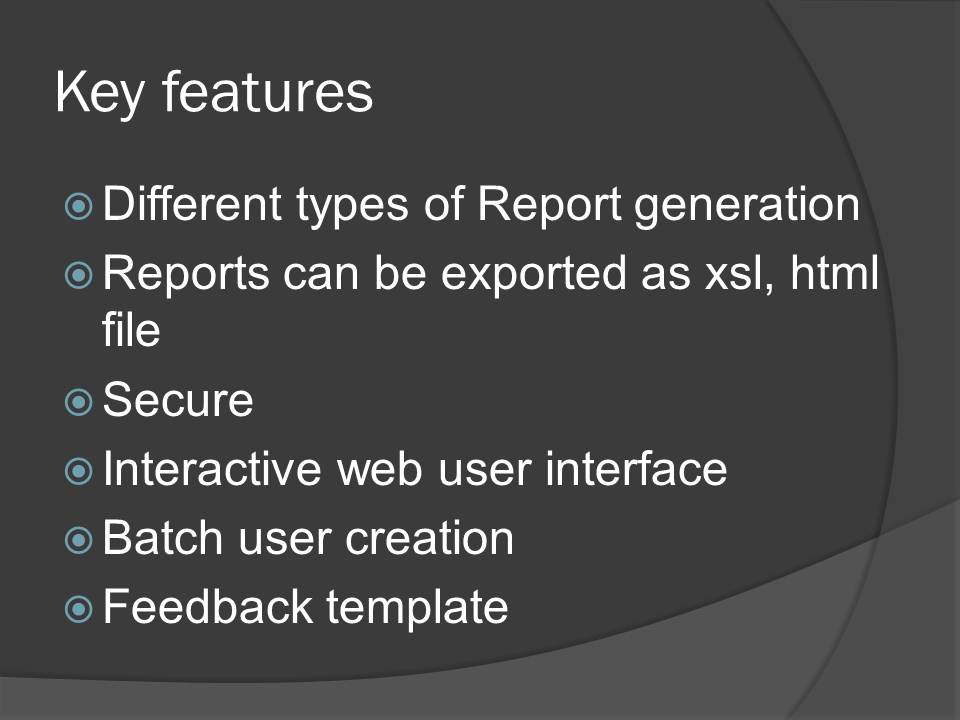 Key features
Different types of Report generation
Reports can be exported as xsl, html
file
Secure
Interactive web user interface
Batch user creation
Feedback template